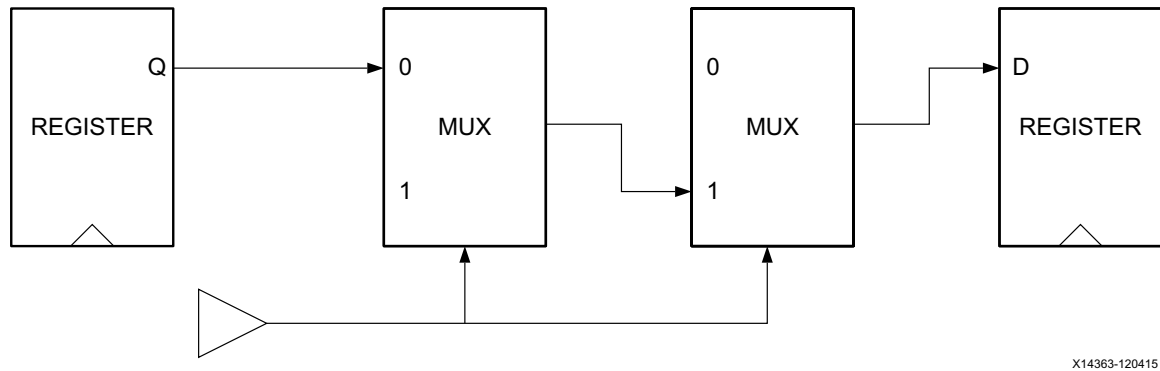 Q
REGISTER
0
MUX
1
0
MUX
1
D
REGISTER
X14363-120415